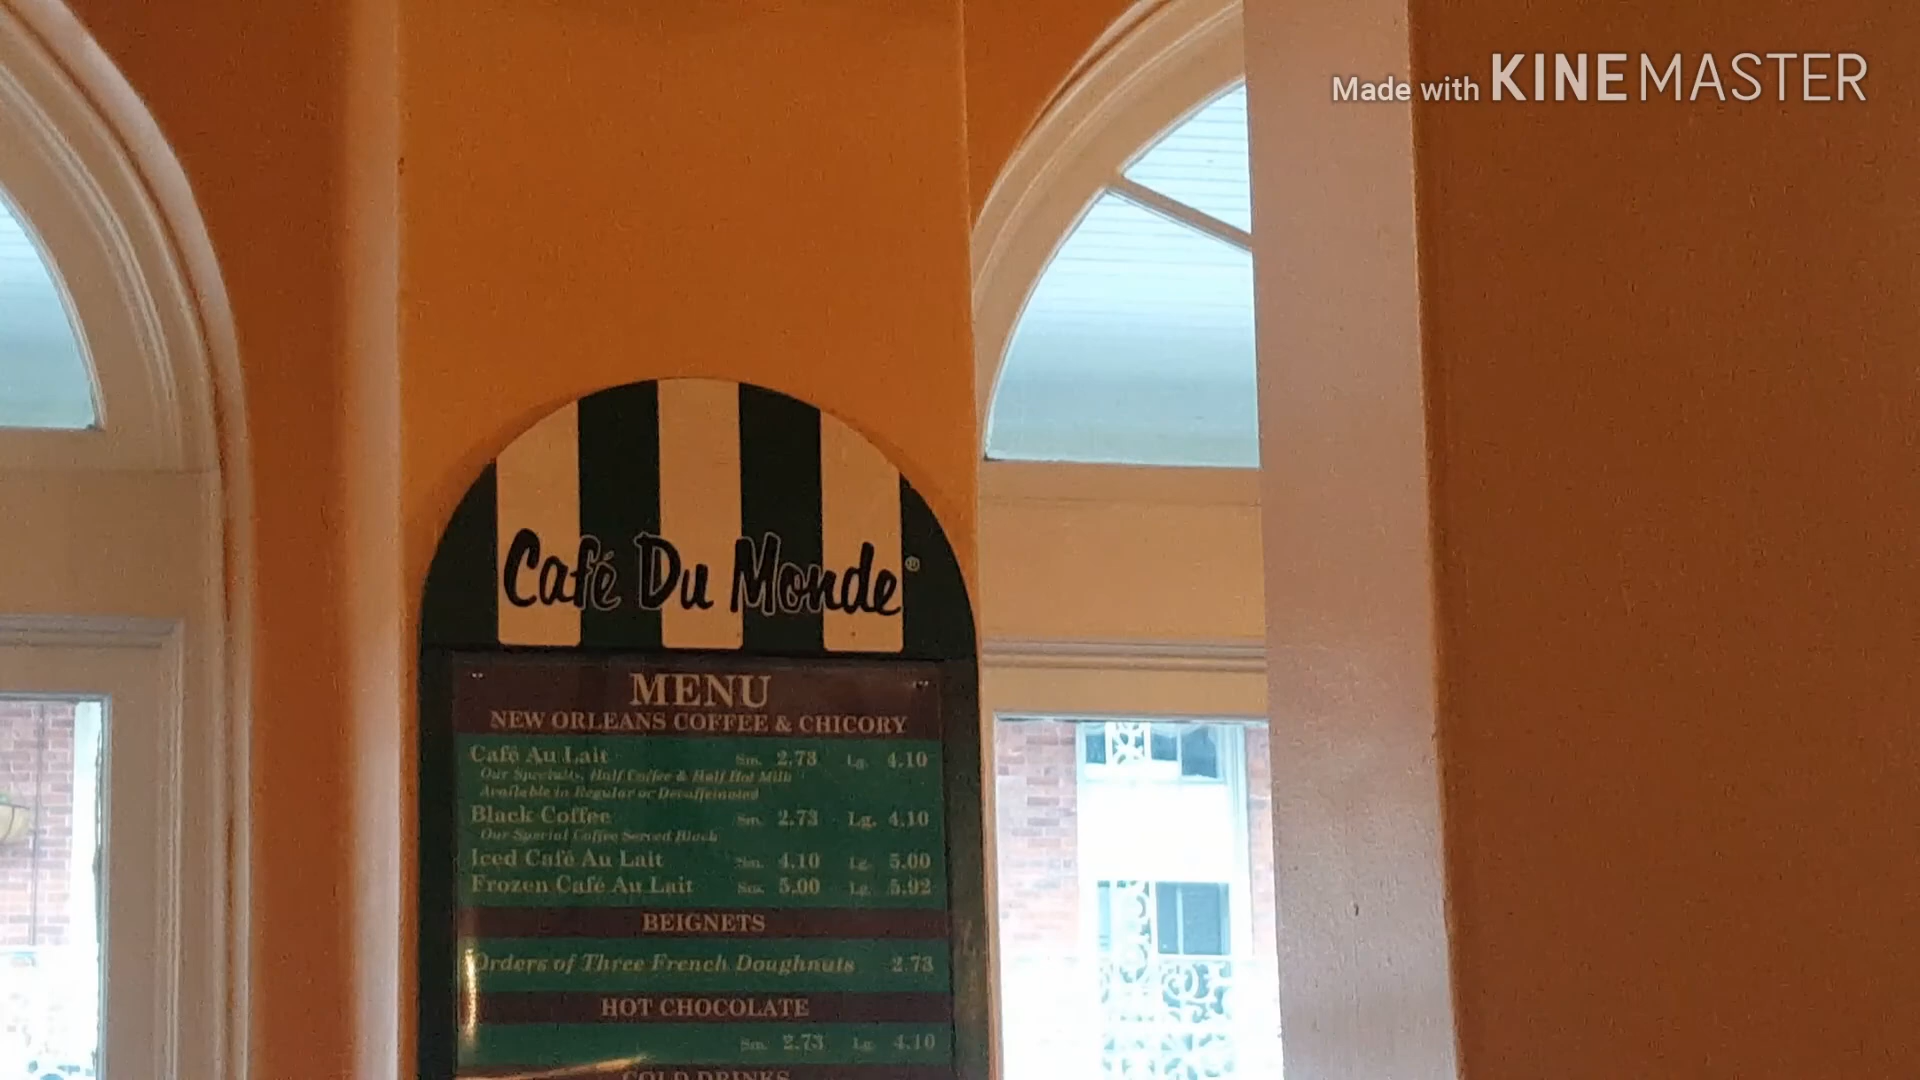 Made with KINEMASTER
Café Du Monde®
MENU
NEW ORLEANS COFFEE & CHICORY
Café Au Lait Sm. 2.73 Lg. 4.10
Our Specialty, Half Coffee & Half Hot Milk
Available in Regular or Decaffeinated
Black Coffee Sm. 2.73 Lg. 4.10
Our Special Coffee Served Black
Iced Café Au Lait Sm. 4.10 Lg. 5.00
Frozen Café Au Lait Sm. 5.00 Lg. 5.92
BEIGNETS
Orders of Three French Doughnuts 2.73
HOT CHOCOLATE
Sm. 2.73 Lg. 4.10
COLD DRINKS